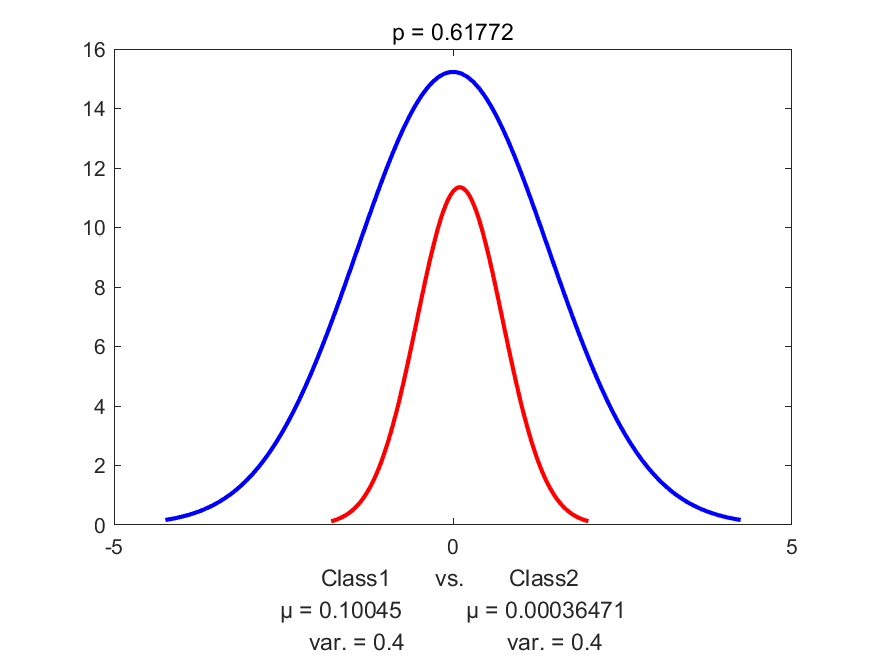 p = 0.61772
16
14
12
10
8
6
4
2
0
-5 0 5
Class1 vs. Class2
μ = 0.10045 μ = 0.00036471
var. = 0.4 var. = 0.4